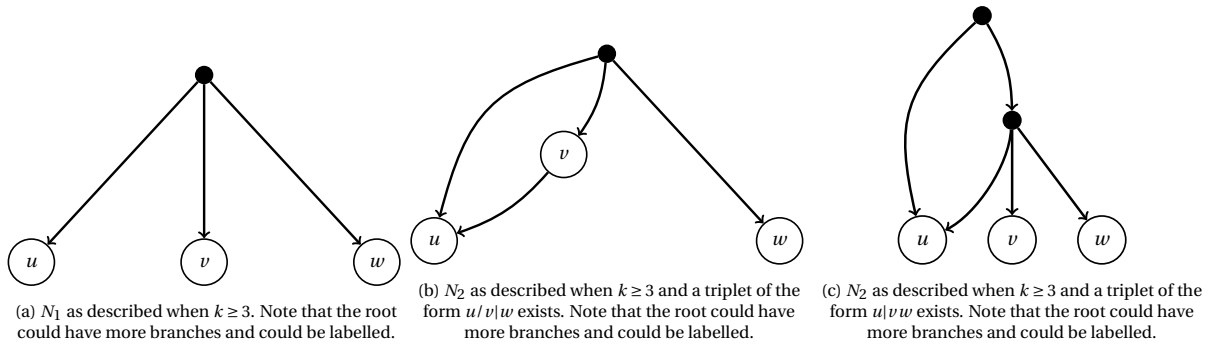 u
v
w
(a) N₁ as described when k ≥ 3. Note that the root
could have more branches and could be labelled.
v
u
w
(b) N₂ as described when k ≥ 3 and a triplet of the
form u/v|w exists. Note that the root could have
more branches and could be labelled.
u
v
w
(c) N₂ as described when k ≥ 3 and a triplet of the
form u|vw exists. Note that the root could have
more branches and could be labelled.